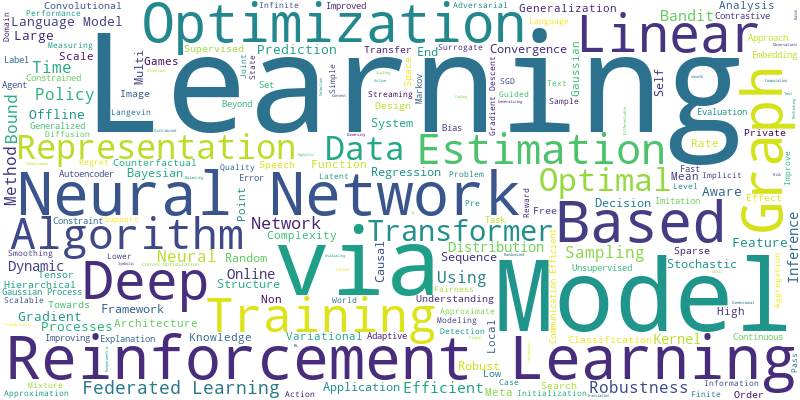 Convolutional
Infinite
Improved
Adversarial
Performance
Optimization
Generalization
Analysis
Domain
Language Model
Language
Bandit
Contrastive
Measuring
Linear
Large
Supervised
Prediction
Transfer
Surrogate
Approach
Label
Scale
Multi
Games
End
Convergence
Embedding
Constrained
Time
Learning
Joint
State
Space
Markov
Gradient Descent
SGD
Gaussian
Text
Self
Agent
Image
Simple
Streaming
Guided
Evaluation
Policy
Beyond
Set
Design
Sample
Langevin
Offline
System
Bias
Private
Bound
Generalized
Diffusion
Diversity
Graph
Rate
Representation
Data
Estimation
Method
Regret
Counterfactual
Speech
Function
Regression
Problem
Mean
Implicit
Fast
Improve
Autoencoder
Bayesian
Quality
Latent
Pre
Optimal
Level
Aware
Neural Network
Error
Task
Reward
Free
Decision
Imitation
Effect
Constraint
Support
Point
Transformer
Based
Smoothing
Algorithm
Lower
Network
Complexity
Feature
Dynamic
Neural
Random
via
Causal
Distribution
Sampling
Sparse
Tensor
Deep
Online
Sequence
Unsupervised
Stochastic
Inference
Hierarchical
Structure
Using
Communication Efficient
Aggregation
Gaussian Process
Scalable
Training
Non
World
Understanding
Fairness
Model
High
Towards
Framework
Approximate
Gradient
Processes
Architecture
Variational
Adaptive
Modeling
Detection
Local
Classification
Kernel
Continuous
Improving
Explanation
Knowledge
Robust
Pass
Reinforcement Learning
Low
Case
Search
Information
Mixture
Federated Learning
Application
Efficient
Meta
Initialization
Robustness
Approximation
Action
Finite
Order